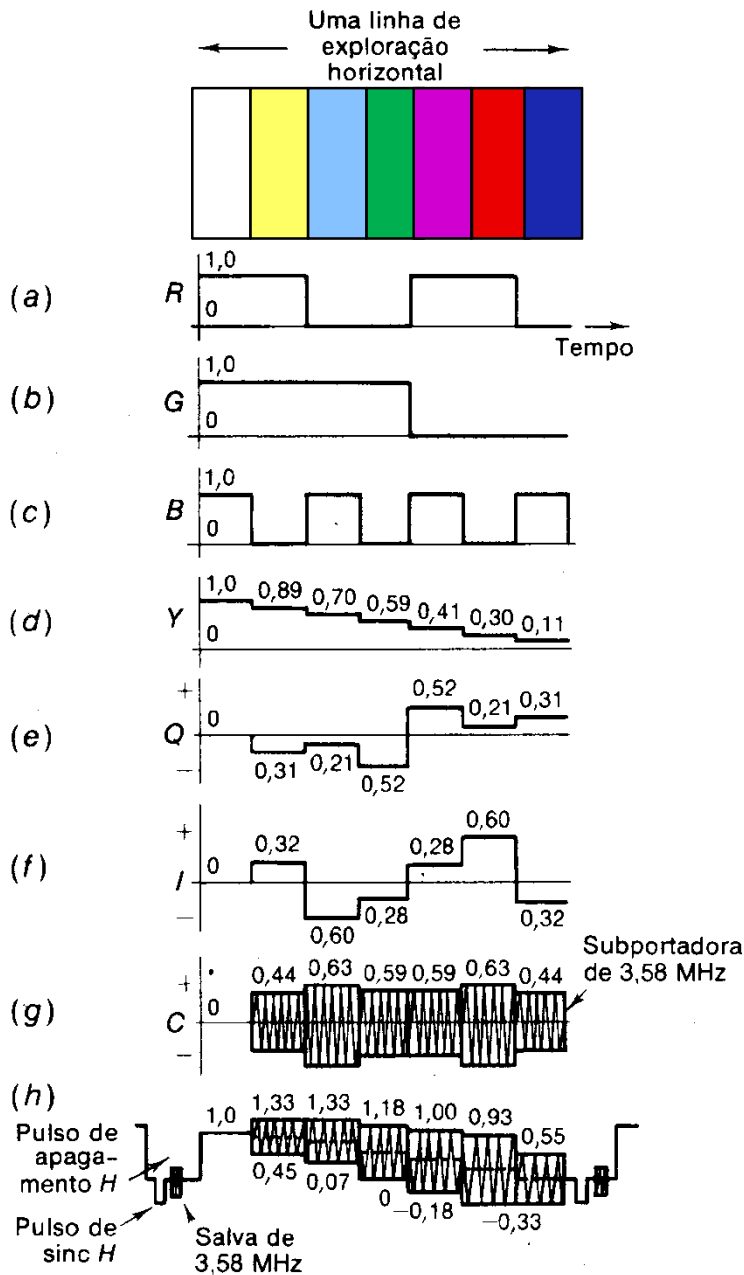 Uma linha de
exploração
horizontal
(a) R 1,0
0
Tempo
(b) G 1,0
0
(c) B 1,0
0
(d) Y 1,0 0,89 0,70 0,59 0,41 0,30 0,11
0
(e) Q + 0 − 0,31 0,21 0,52 0,52 0,21 0,31
(f) I + 0 − 0,32 0,60 0,28 0,28 0,60 0,32
Subportadora
de 3,58 MHz
(g) C + 0 − 0,44 0,63 0,59 0,59 0,63 0,44
(h)
1,0 1,33 1,33 1,18 1,00 0,93 0,55
0,45 0,07 0 −0,18 −0,33
Pulso de
apaga-
mento H
Pulso de
sinc H
Salva de
3,58 MHz